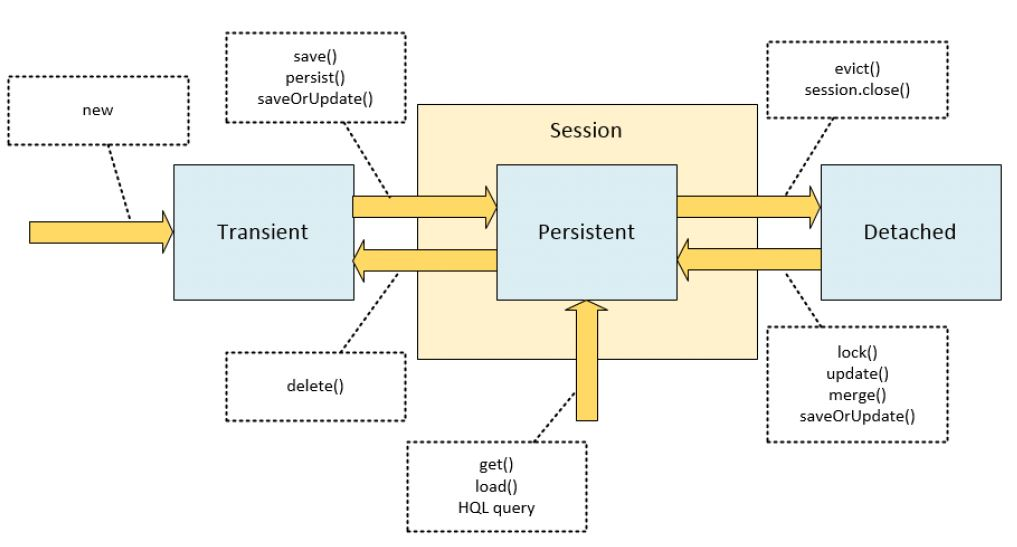 new
save()
persist()
saveOrUpdate()
evict()
session.close()
Session
Transient
Persistent
Detached
delete()
get()
load()
HQL query
lock()
update()
merge()
saveOrUpdate()